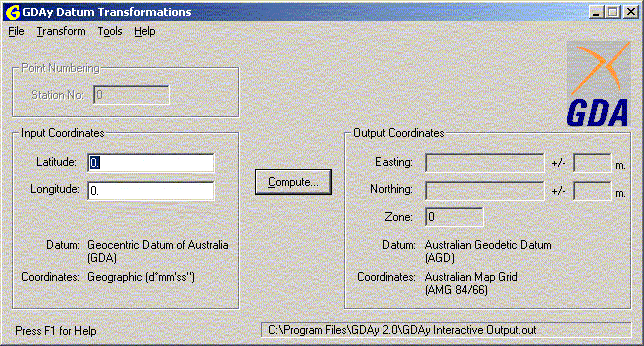 GDAy Datum Transformations
File Transform Tools Help
GDA
Point Numbering
Station No: 0
Input Coordinates
Latitude: 0.
Longitude: 0.
Datum: Geocentric Datum of Australia
(GDA)
Coordinates: Geographic (d°mm'ss")
Compute...
Output Coordinates
Easting: +/- m.
Northing: +/- m.
Zone: 0
Datum: Australian Geodetic Datum
(AGD)
Coordinates: Australian Map Grid
(AMG 84/66)
Press F1 for Help
C:\Program Files\GDAy 2.0\GDAy Interactive Output.out